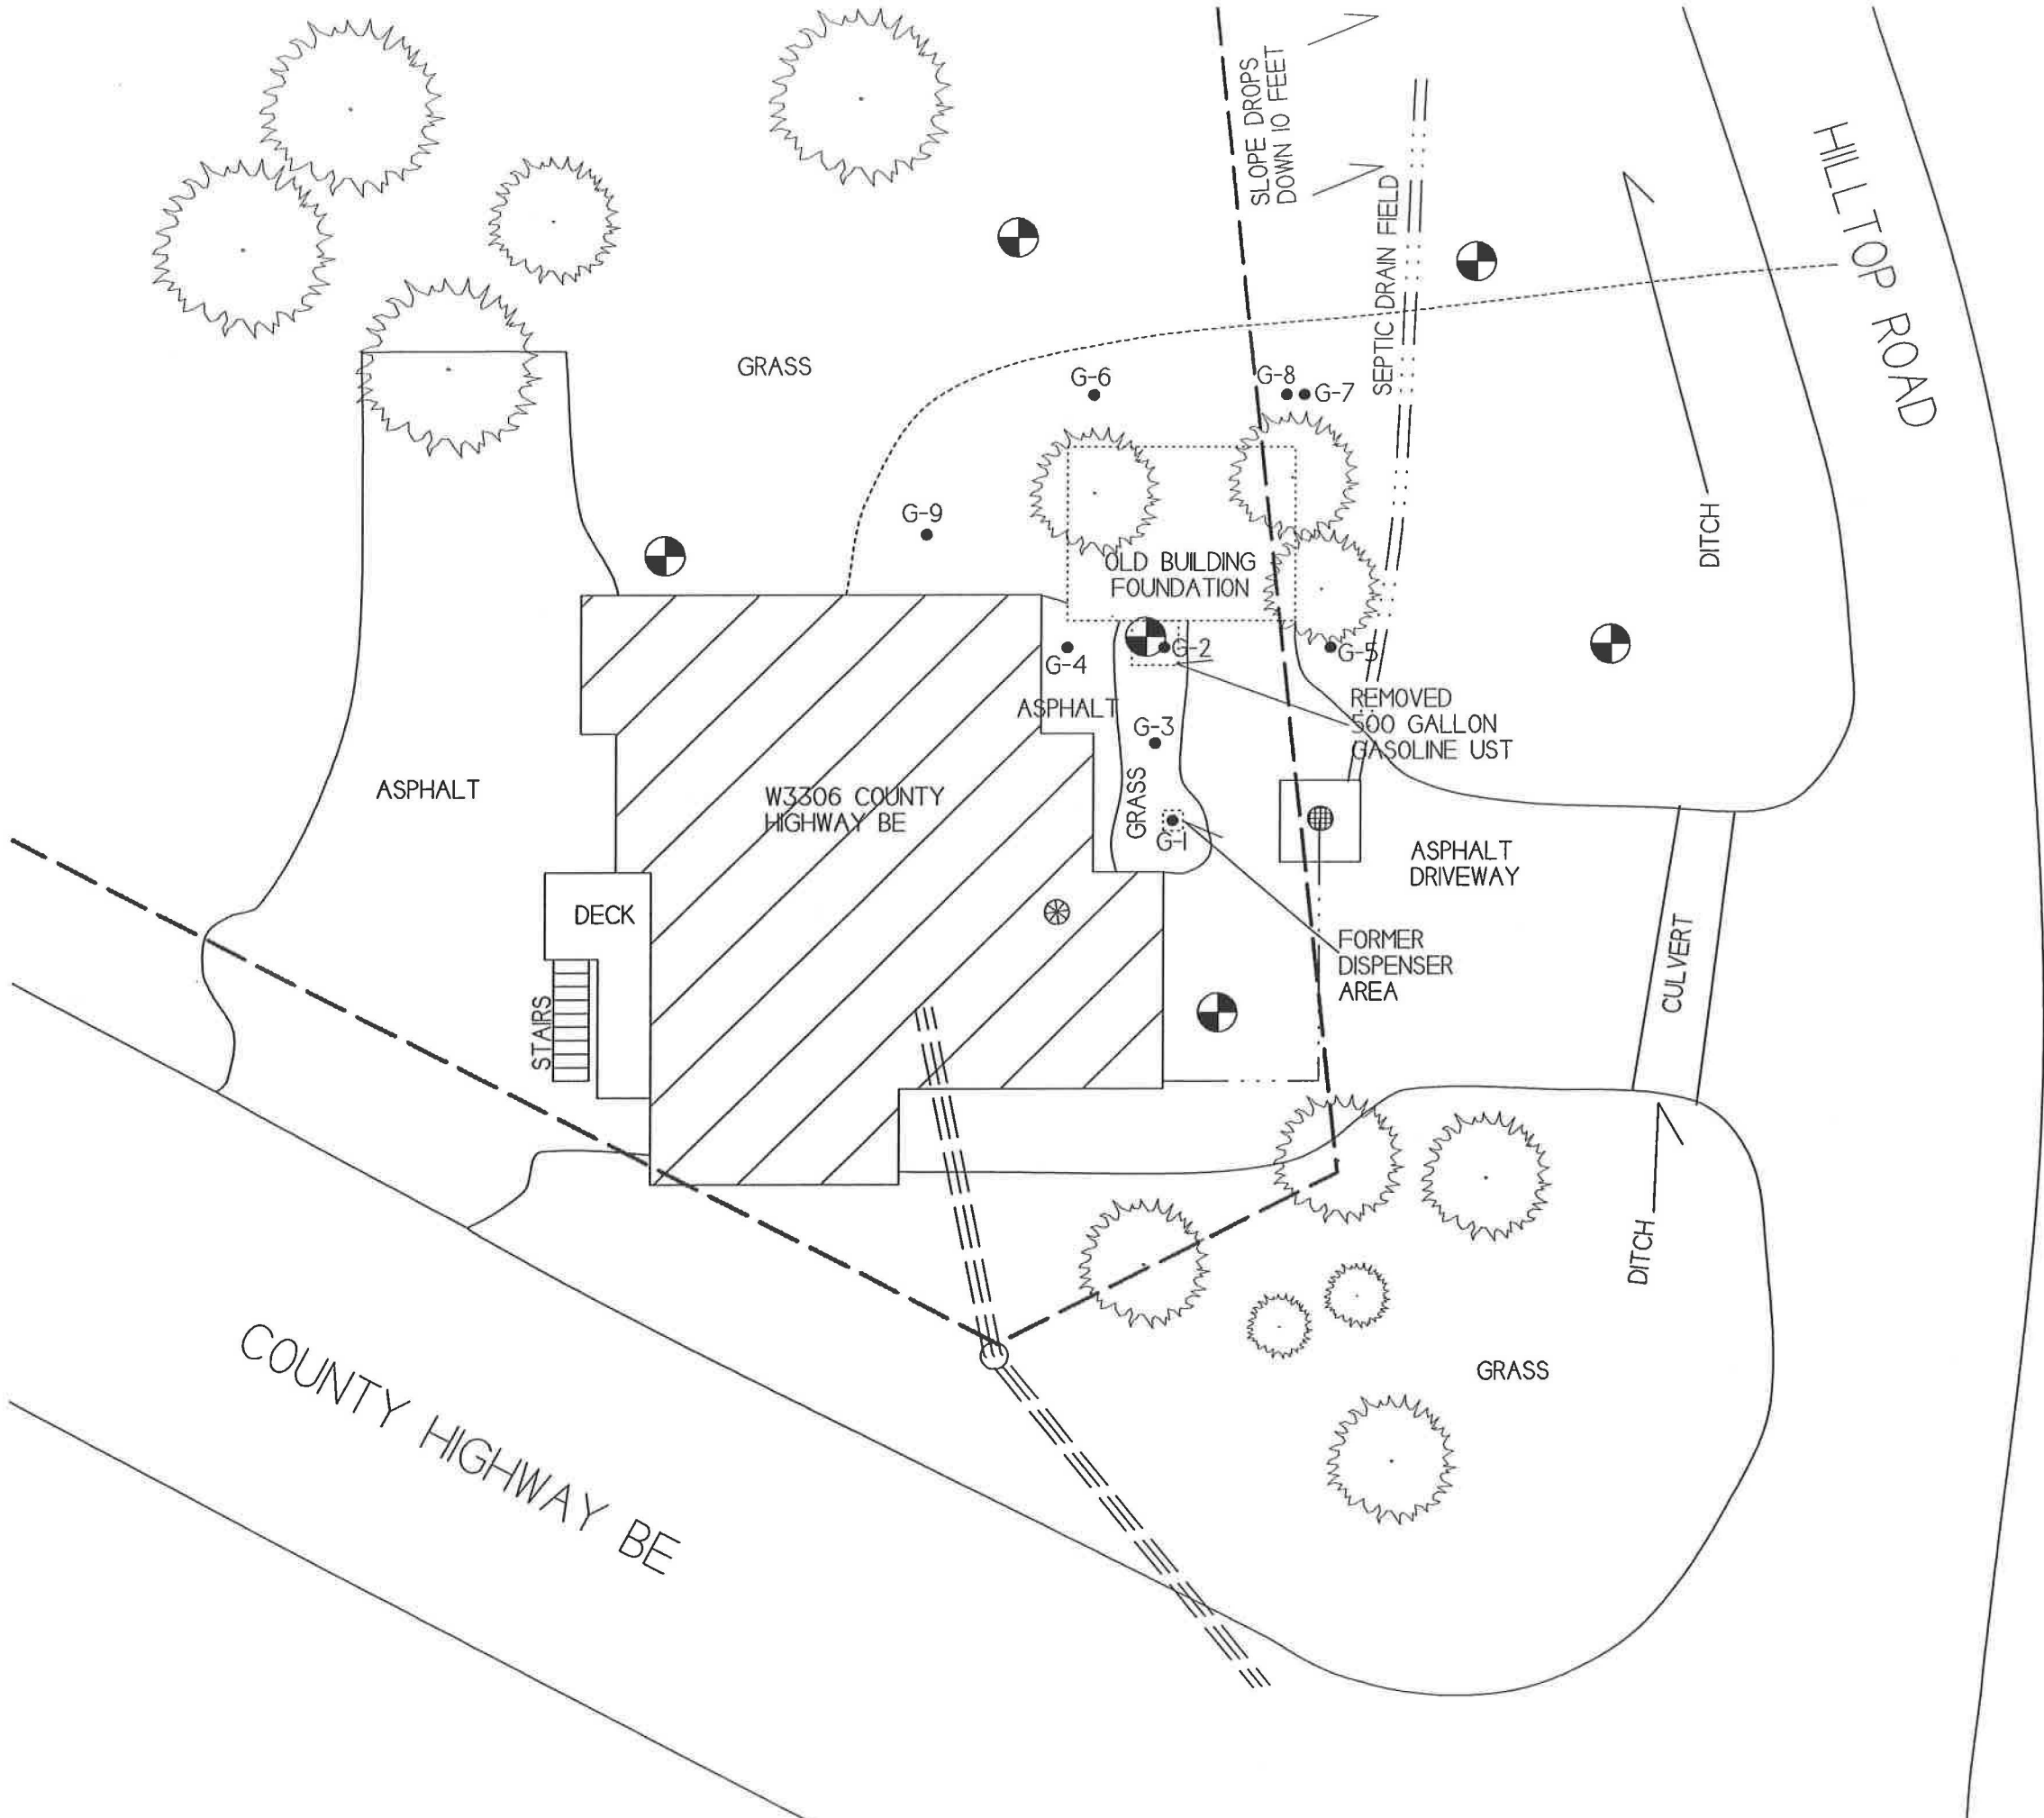 SLOPE DROPS
DOWN 10 FEET
HILLTOP ROAD
SEPTIC DRAIN FIELD
GRASS
G-6
G-8
G-7
G-9
DITCH
OLD BUILDING
FOUNDATION
G-2
G-4
G-5
ASPHALT
REMOVED
500 GALLON
GASOLINE UST
G-3
ASPHALT
W3306 COUNTY
HIGHWAY BE
GRASS
G-1
ASPHALT
DRIVEWAY
DECK
FORMER
DISPENSER
AREA
CULVERT
STAIRS
DITCH
COUNTY HIGHWAY BE
GRASS